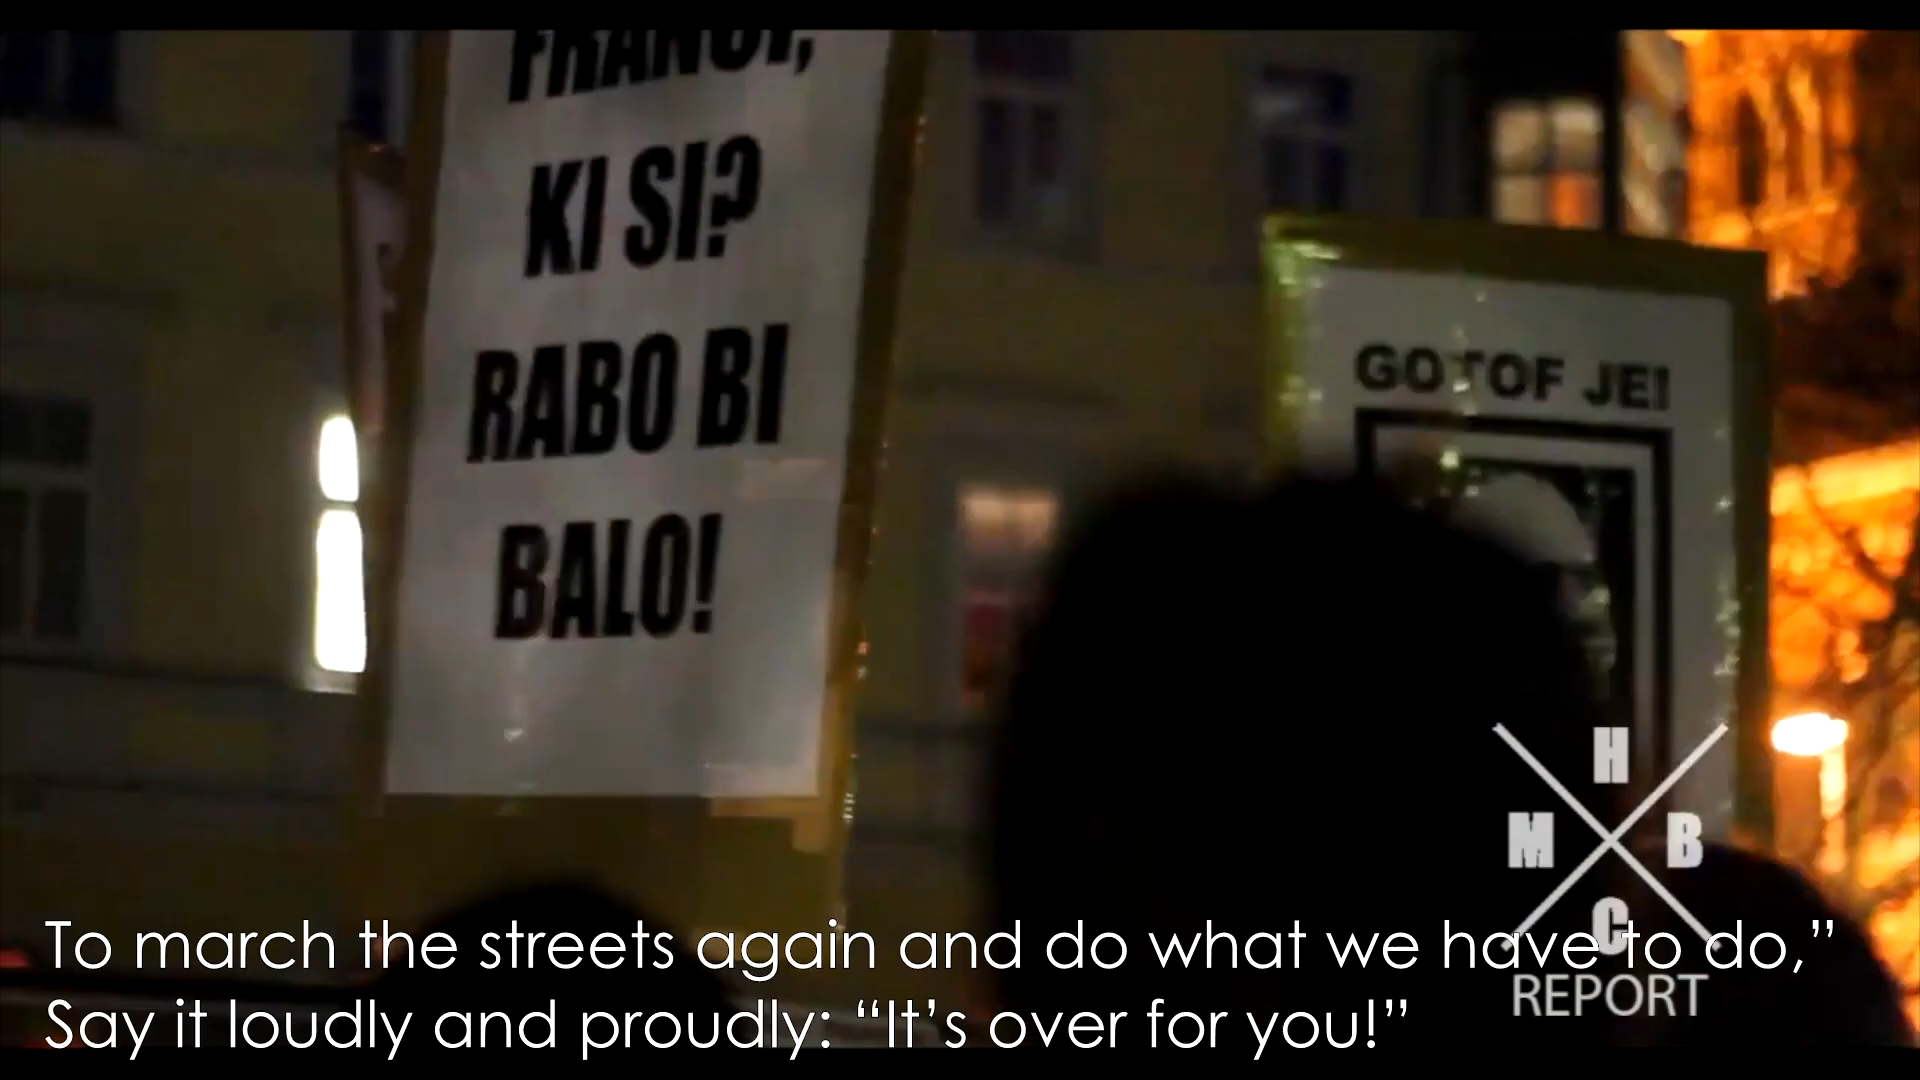 FRANCI,
KI SI?
RABO BI
BALO!
GOTOF JE!
H
M B
C
REPORT
To march the streets again and do what we have to do,”
Say it loudly and proudly: “It’s over for you!”